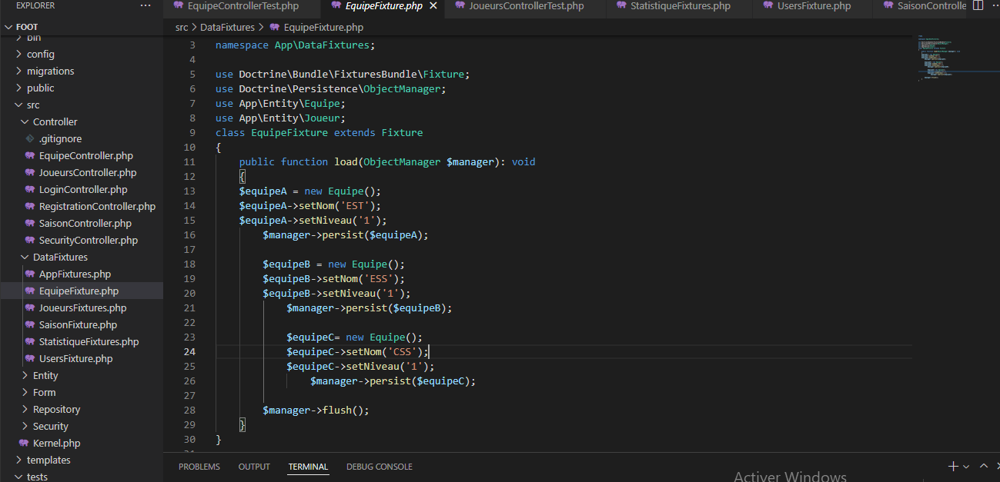 EXPLORER ...
EquipeControllerTest.php EquipeFixture.php JoueursControllerTest.php StatistiqueFixtures.php UsersFixture.php SaisonControlle
FOOT
src > DataFixtures > EquipeFixture.php
bin
config
migrations
public
src
Controller
.gitignore
EquipeController.php
JoueursController.php
LoginController.php
RegistrationController.php
SaisonController.php
SecurityController.php
DataFixtures
AppFixtures.php
EquipeFixture.php
JoueursFixtures.php
SaisonFixture.php
StatistiqueFixtures.php
UsersFixture.php
Entity
Form
Repository
Security
Kernel.php
templates
tests
3 namespace App\DataFixtures;
4
5 use Doctrine\Bundle\FixturesBundle\Fixture;
6 use Doctrine\Persistence\ObjectManager;
7 use App\Entity\Equipe;
8 use App\Entity\Joueur;
9 class EquipeFixture extends Fixture
10 {
11 public function load(ObjectManager $manager): void
12 {
13 $equipeA = new Equipe();
14 $equipeA->setNom('EST');
15 $equipeA->setNiveau('1');
16 $manager->persist($equipeA);
17
18 $equipeB = new Equipe();
19 $equipeB->setNom('ESS');
20 $equipeB->setNiveau('1');
21 $manager->persist($equipeB);
22
23 $equipeC= new Equipe();
24 $equipeC->setNom('CSS');
25 $equipeC->setNiveau('1');
26 $manager->persist($equipeC);
27
28 $manager->flush();
29 }
30 }
PROBLEMS OUTPUT TERMINAL DEBUG CONSOLE
Activer Windows